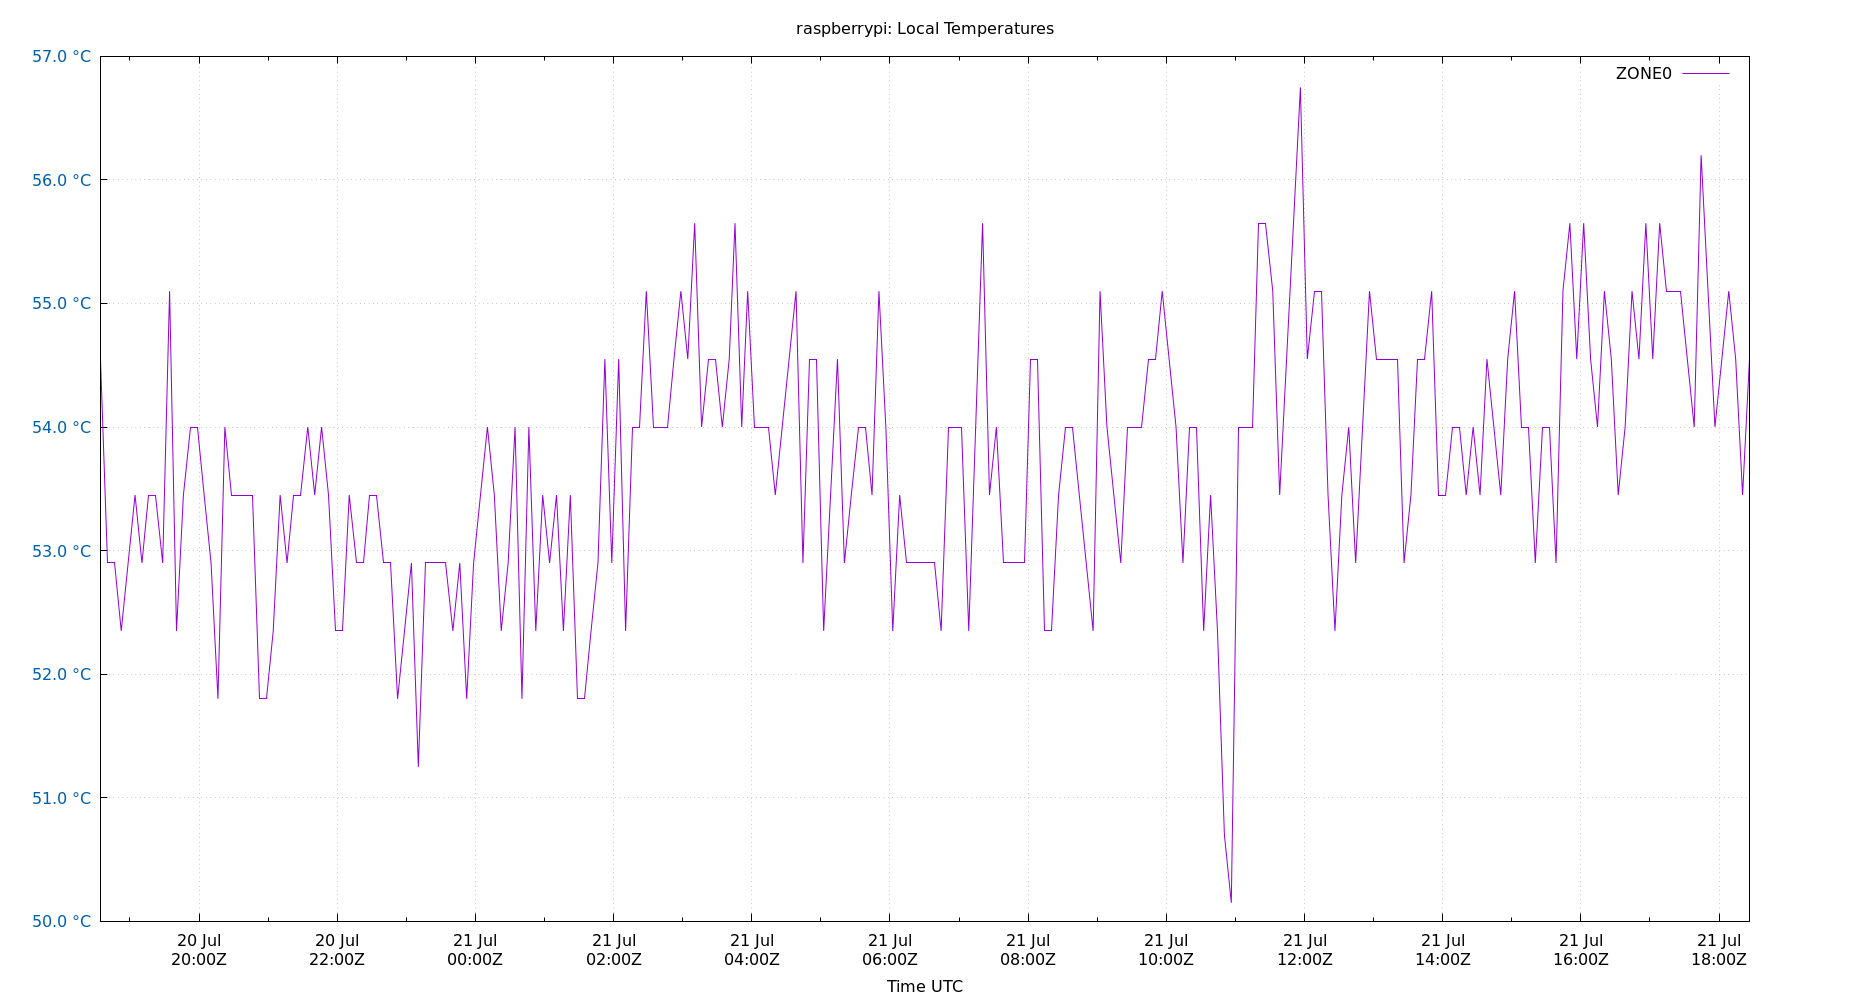 raspberrypi: Local Temperatures
57.0 °C
ZONE0
56.0 °C
55.0 °C
54.0 °C
53.0 °C
52.0 °C
51.0 °C
50.0 °C
20 Jul 20 Jul 21 Jul 21 Jul 21 Jul 21 Jul 21 Jul 21 Jul 21 Jul 21 Jul 21 Jul 21 Jul
20:00Z 22:00Z 00:00Z 02:00Z 04:00Z 06:00Z 08:00Z 10:00Z 12:00Z 14:00Z 16:00Z 18:00Z
Time UTC